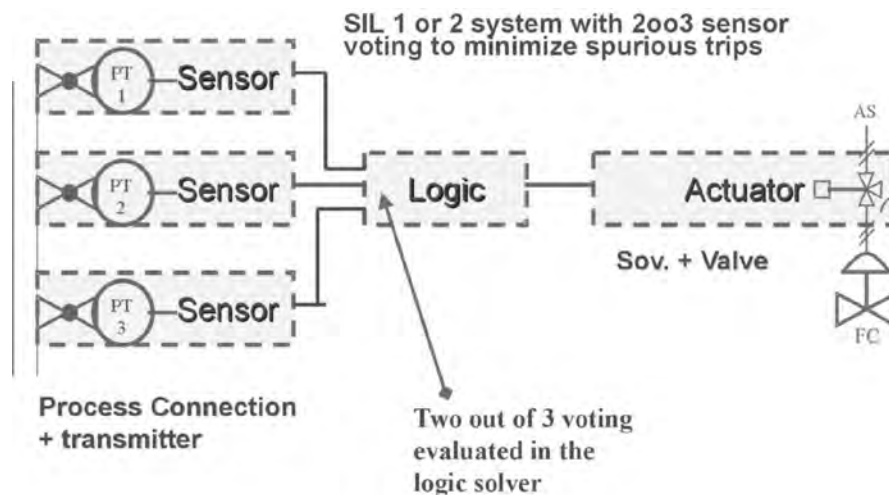 SIL 1 or 2 system with 2oo3 sensor
voting to minimize spurious trips
PT
1
Sensor
PT
2
Sensor
PT
3
Sensor
Logic
Actuator
AS
Sov. + Valve
FC
Process Connection
+ transmitter
Two out of 3 voting
evaluated in the
logic solver